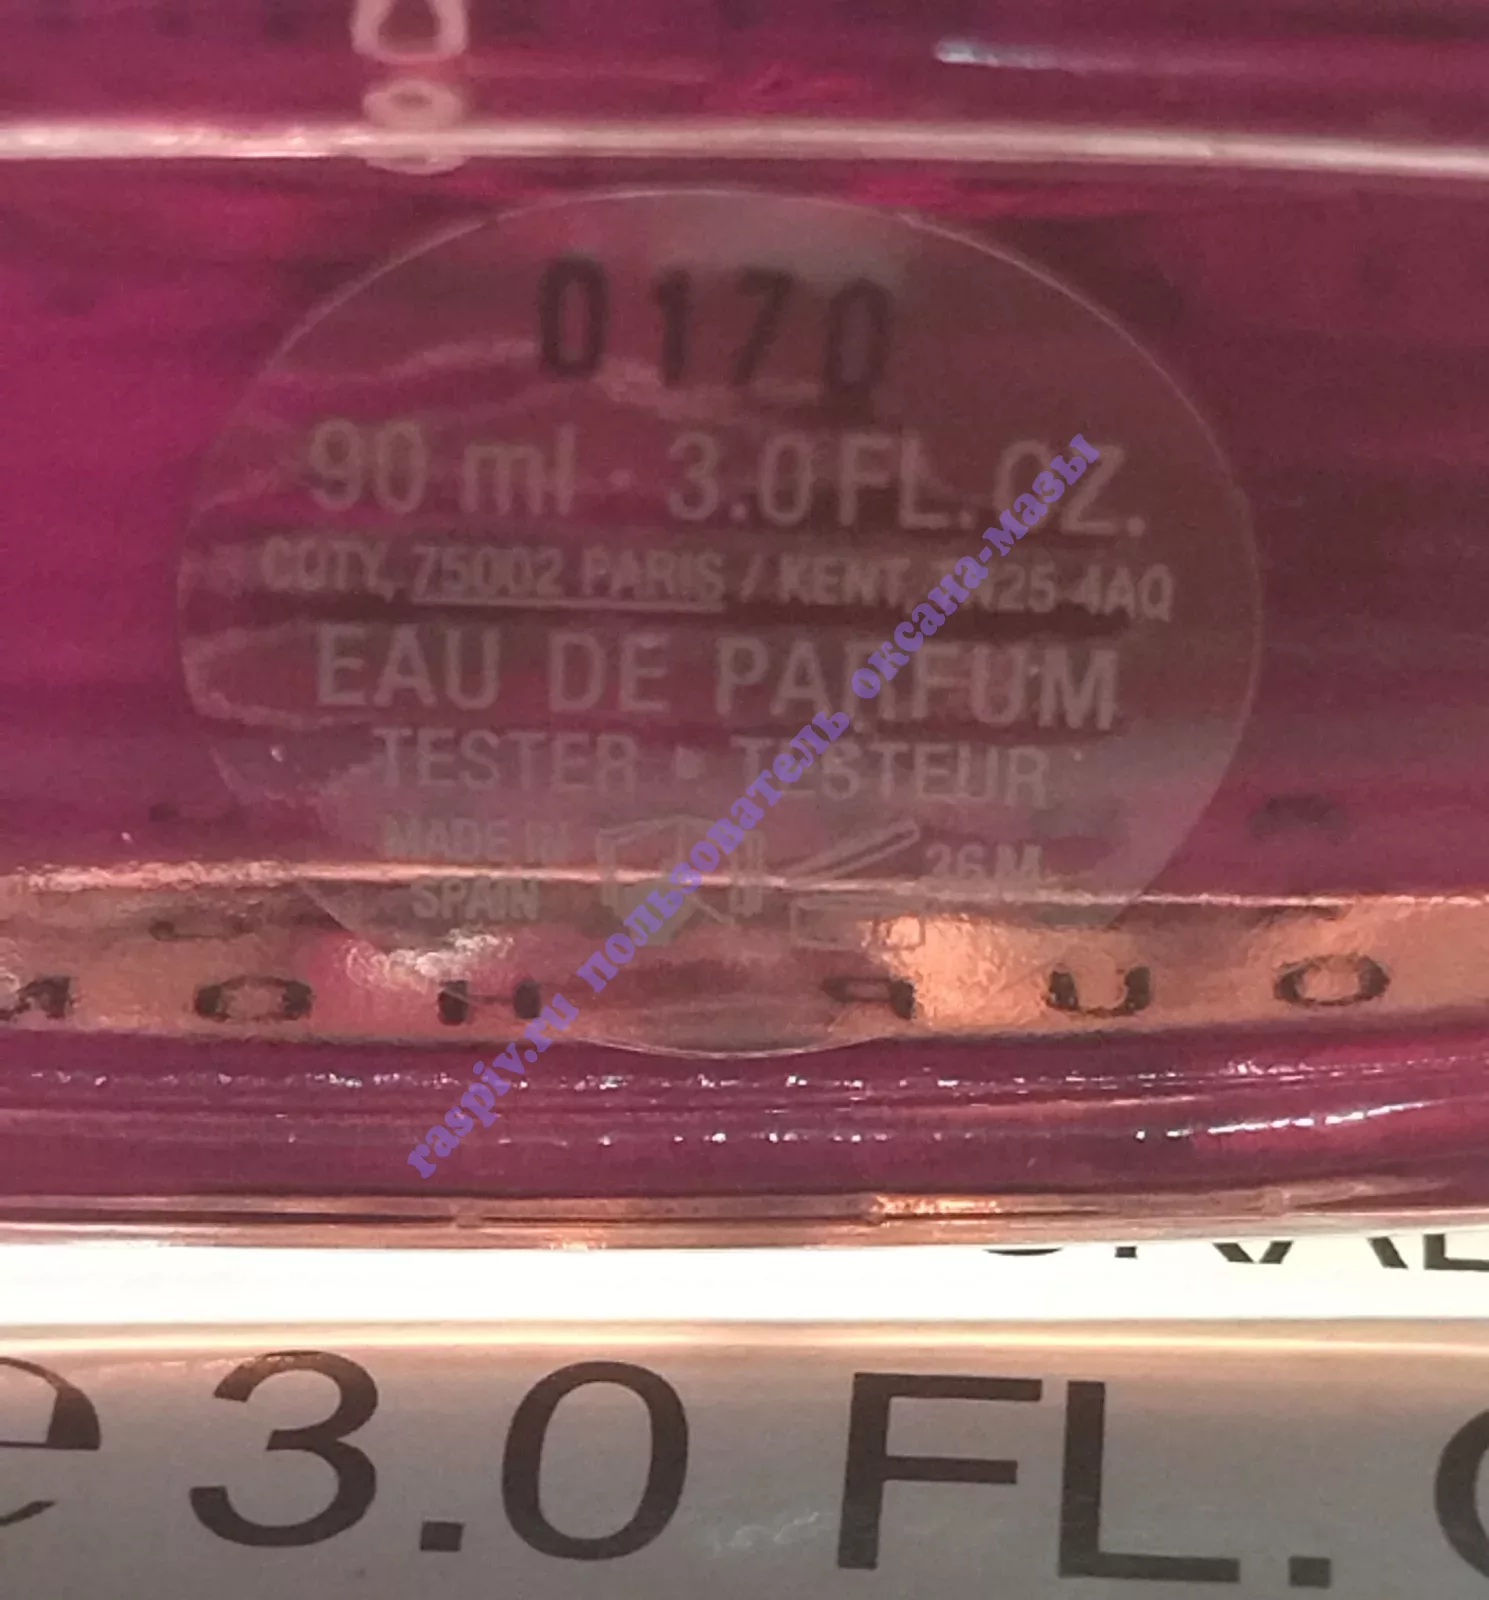 0170
90 ml · 3.0 FL.OZ.
COTY, 75002 PARIS / KENT, TN25 4AQ
EAU DE PARFUM
TESTER • TESTEUR
MADE IN
SPAIN
36 M
raspiv.ru пользователь оксана-Мазы
e 3.0 FL.